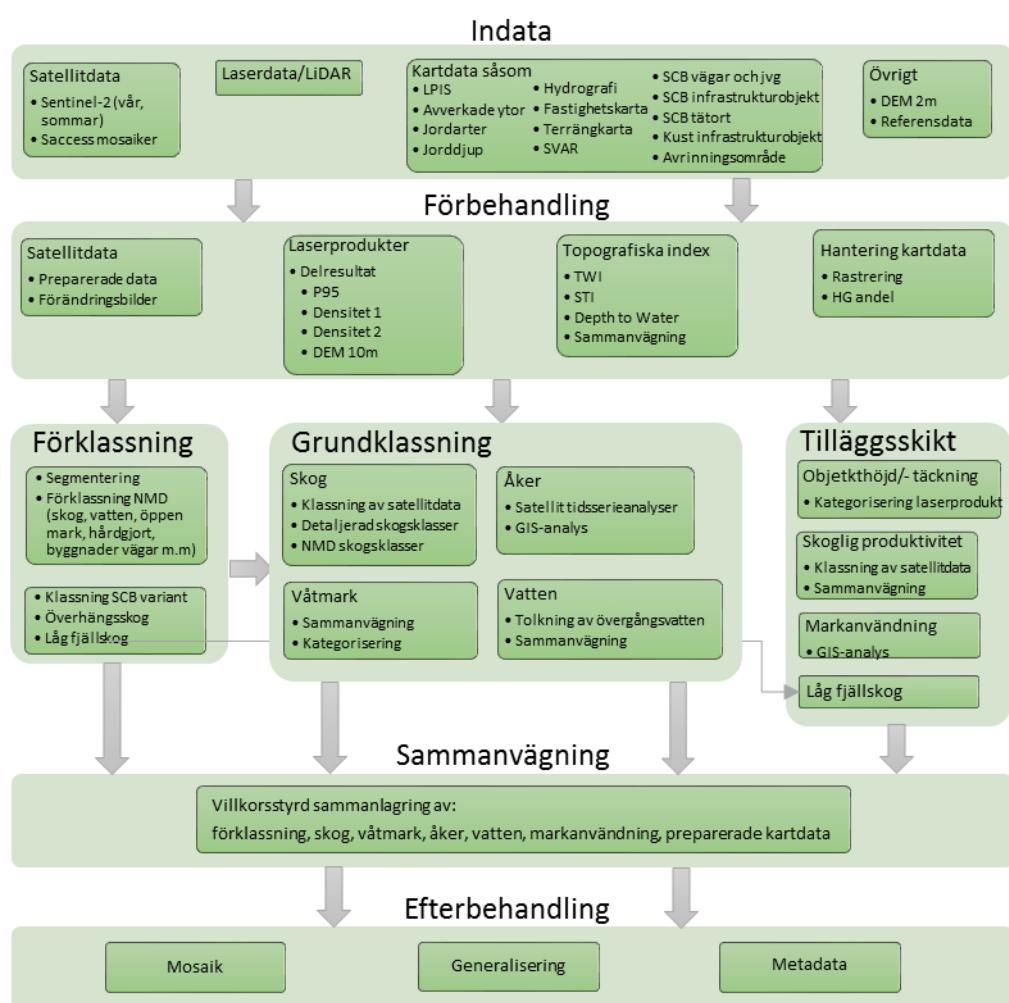 Indata
Satellitdata
• Sentinel-2 (vår,
sommar)
• Saccess mosaiker
Laserdata/LiDAR
Kartdata såsom
• LPIS
• Avverkade ytor
• Jordarter
• Jorddjup
• Hydrografi
• Fastighetskarta
• Terrängkarta
• SVAR
• SCB vägar och jvg
• SCB infrastrukturobjekt
• SCB tätort
• Kust infrastrukturobjekt
• Avrinningsområde
Övrigt
• DEM 2m
• Referensdata
Förbehandling
Satellitdata
• Preparerade data
• Förändringsbilder
Laserprodukter
• Delresultat
• P95
• Densitet 1
• Densitet 2
• DEM 10m
Topografiska index
• TWI
• STI
• Depth to Water
• Sammanvägning
Hantering kartdata
• Rastrering
• HG andel
Förklassning
• Segmentering
• Förklassning NMD
(skog, vatten, öppen
mark, hårdgjort,
byggnader vägar m.m)
• Klassning SCB variant
• Överhängsskog
• Låg fjällskog
Grundklassning
Skog
• Klassning av satellitdata
• Detaljerad skogsklasser
• NMD skogsklasser
Åker
• Satellit tidsserieanalyser
• GIS-analys
Våtmark
• Sammanvägning
• Kategorisering
Vatten
• Tolkning av övergångsvatten
• Sammanvägning
Tilläggsskikt
Objetkthöjd/- täckning
• Kategorisering laserprodukt
Skoglig produktivitet
• Klassning av satellitdata
• Sammanvägning
Markanvändning
• GIS-analys
Låg fjällskog
Sammanvägning
Villkorsstyrd sammanlagring av:
förklassning, skog, våtmark, åker, vatten, markanvändning, preparerade kartdata
Efterbehandling
Mosaik
Generalisering
Metadata